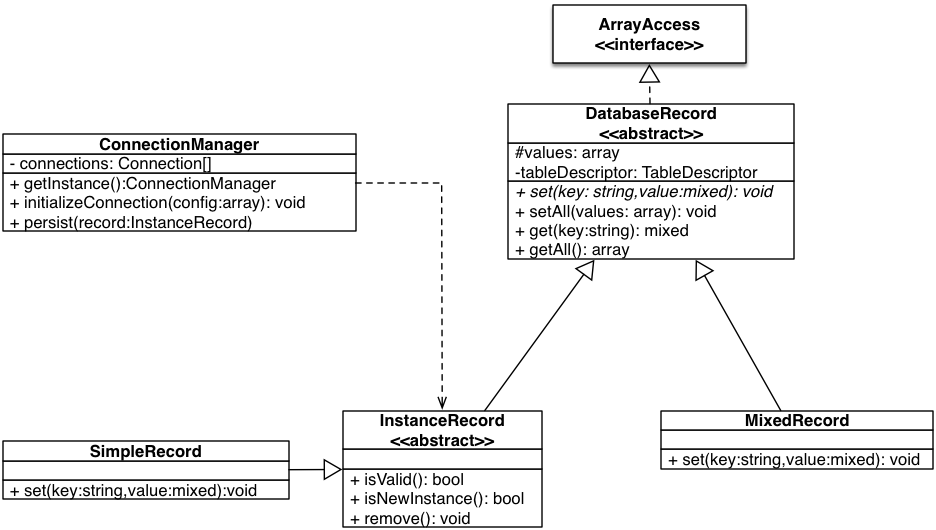 ArrayAccess
<<interface>>
DatabaseRecord
<<abstract>>
#values: array
-tableDescriptor: TableDescriptor
+ set(key: string,value:mixed): void
+ setAll(values: array): void
+ get(key:string): mixed
+ getAll(): array
ConnectionManager
- connections: Connection[]
+ getInstance():ConnectionManager
+ initializeConnection(config:array): void
+ persist(record:InstanceRecord)
InstanceRecord
<<abstract>>
+ isValid(): bool
+ isNewInstance(): bool
+ remove(): void
MixedRecord
+ set(key:string,value:mixed): void
SimpleRecord
+ set(key:string,value:mixed):void